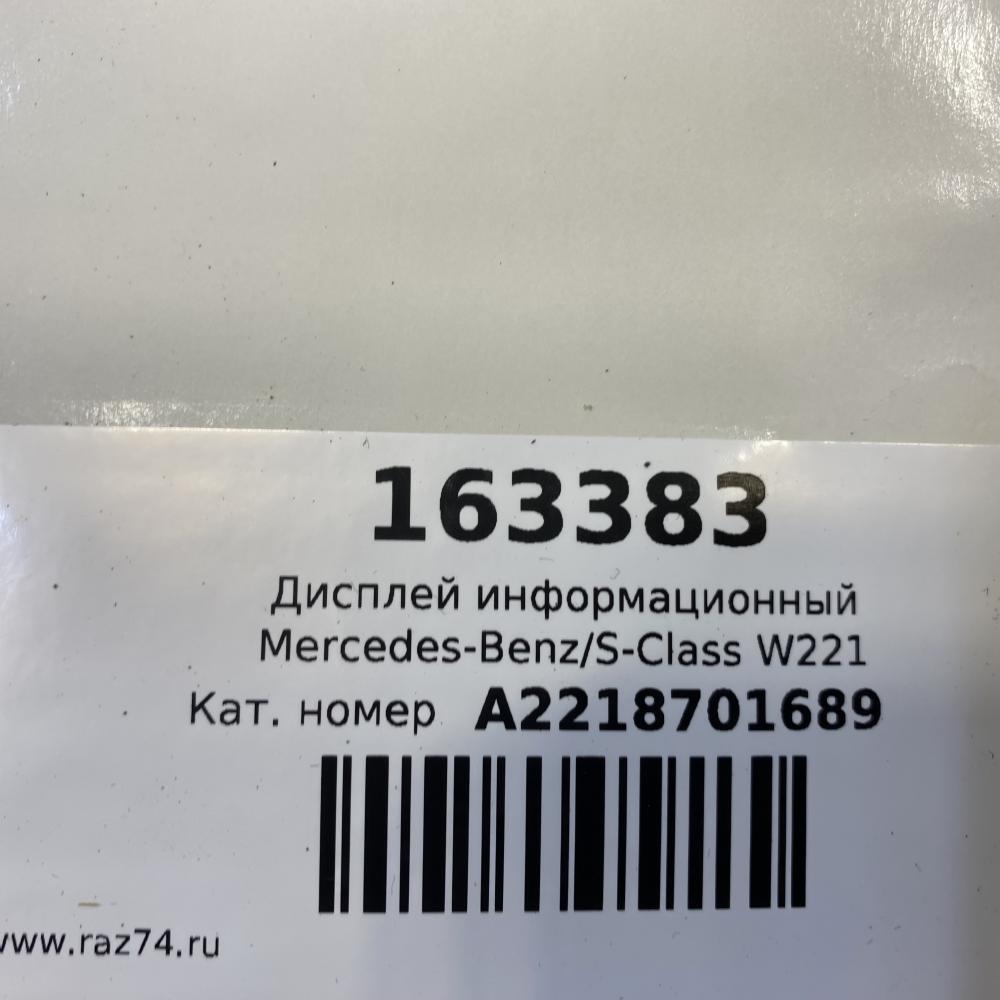 163383
Дисплей информационный
Mercedes-Benz/S-Class W221
Кат. номер A2218701689
www.raz74.ru